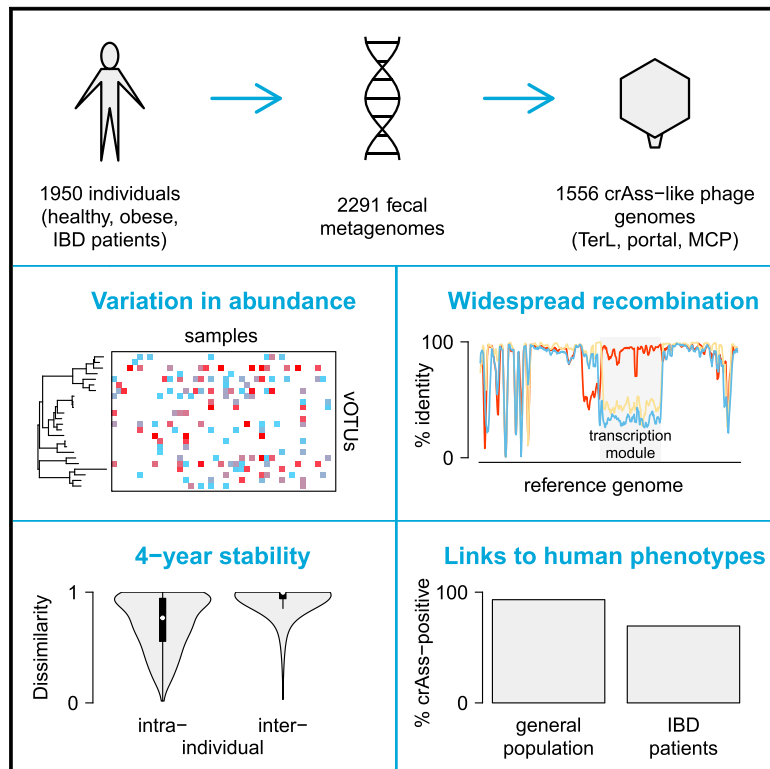 1950 individuals
(healthy, obese,
IBD patients)
2291 fecal
metagenomes
1556 crAss-like phage
genomes
(TerL, portal, MCP)
Variation in abundance
samples
vOTUs
Widespread recombination
100
% identity
0
transcription
module
reference genome
4−year stability
1
Dissimilarity
0
intra−
inter−
individual
Links to human phenotypes
100
% crAss−positive
0
general
population
IBD
patients